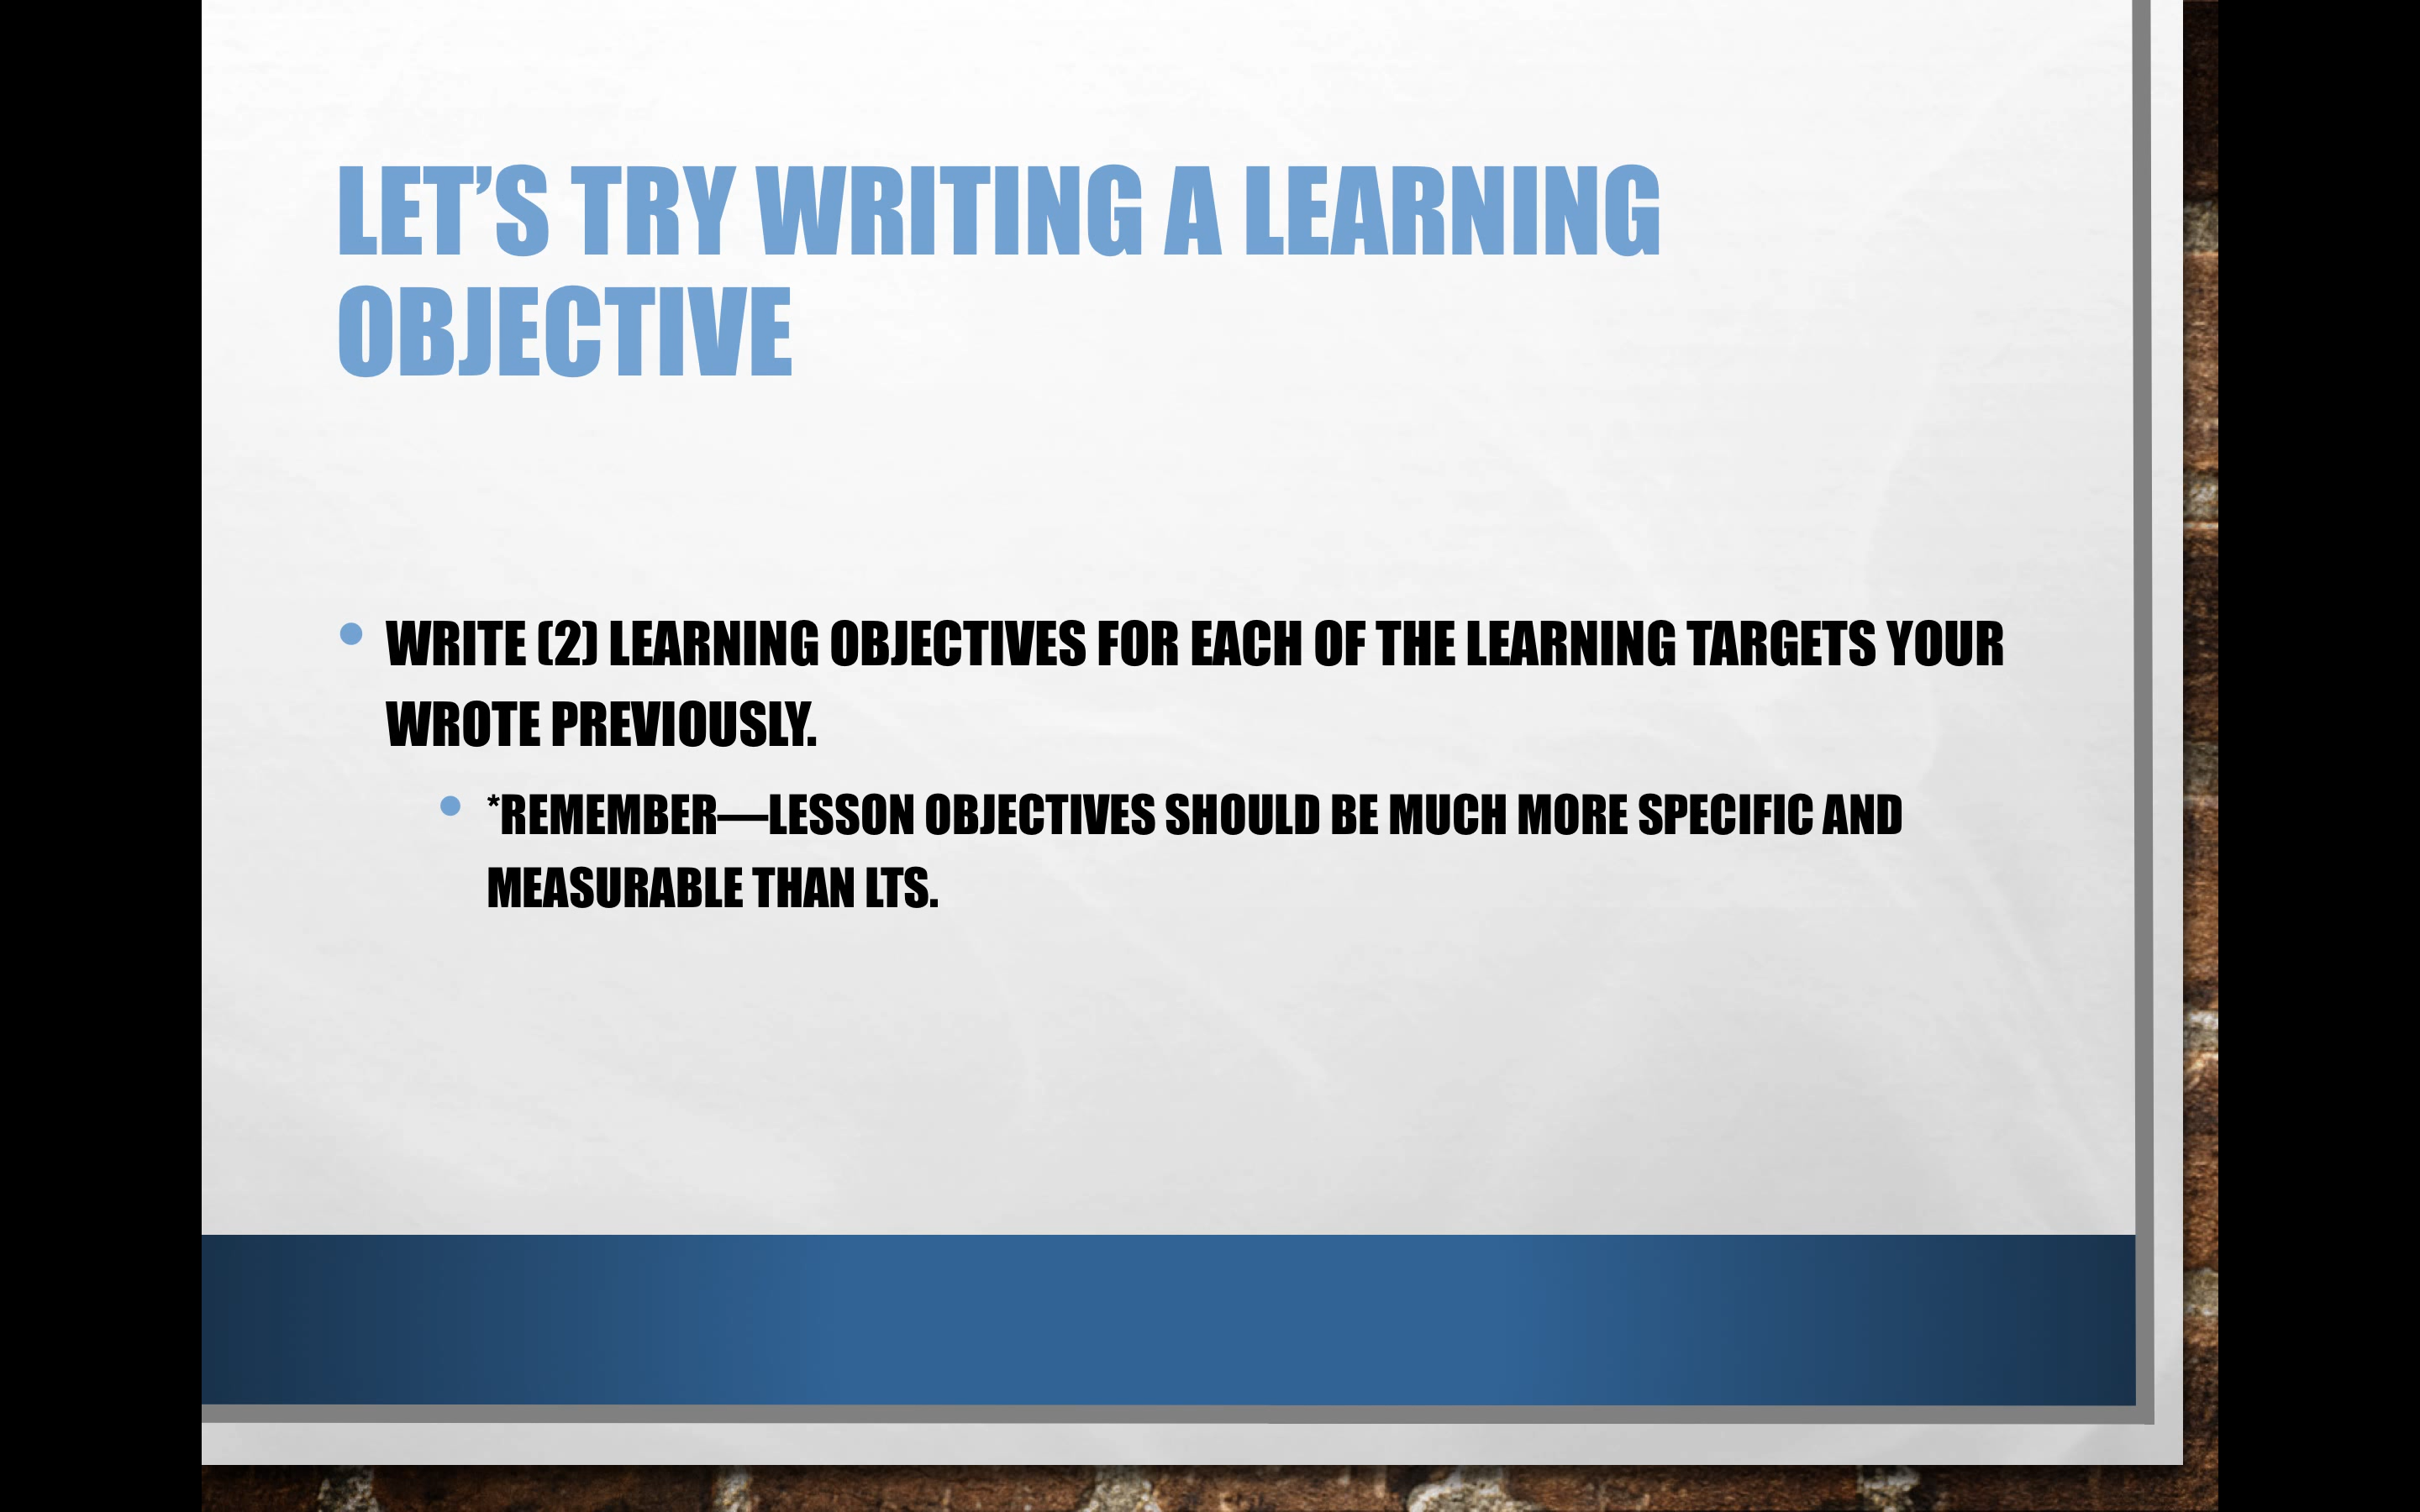 LET’S TRY WRITING A LEARNING
OBJECTIVE
• WRITE (2) LEARNING OBJECTIVES FOR EACH OF THE LEARNING TARGETS YOUR
WROTE PREVIOUSLY.
• *REMEMBER—LESSON OBJECTIVES SHOULD BE MUCH MORE SPECIFIC AND
MEASURABLE THAN LTS.